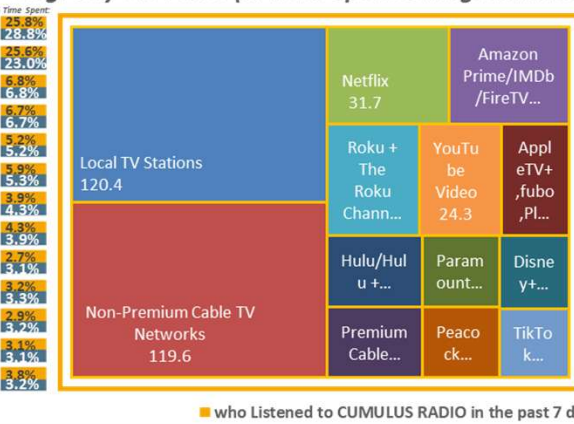 Time Spent:
25.8%
28.8%
25.6%
23.0%
6.8%
6.8%
6.7%
6.7%
5.2%
5.2%
5.9%
5.3%
3.9%
4.3%
4.3%
3.9%
2.7%
3.1%
3.2%
3.3%
2.9%
3.2%
3.1%
3.1%
3.8%
3.2%
Local TV Stations
120.4
Non-Premium Cable TV
Networks
119.6
Netflix
31.7
Amazon
Prime/IMDb
/FireTV...
Roku +
The
Roku
Chann...
YouTu
be
Video
24.3
Appl
eTV+
,fubo
,Pl...
Hulu/Hul
u +...
Param
ount...
Disne
y+...
Premium
Cable...
Peaco
ck...
TikTo
k...
who Listened to CUMULUS RADIO in the past 7 d